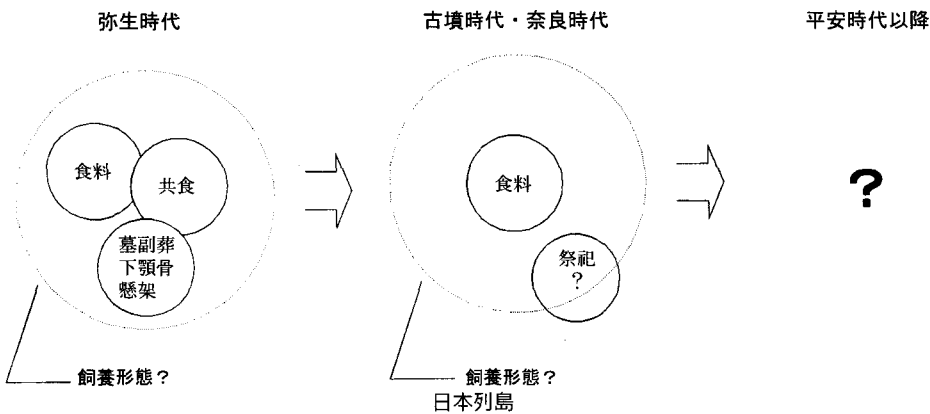 弥生時代
古墳時代・奈良時代
平安時代以降
食料
共食
墓副葬
下顎骨
懸架
飼養形態？
食料
祭祀
？
飼養形態？
？
日本列島